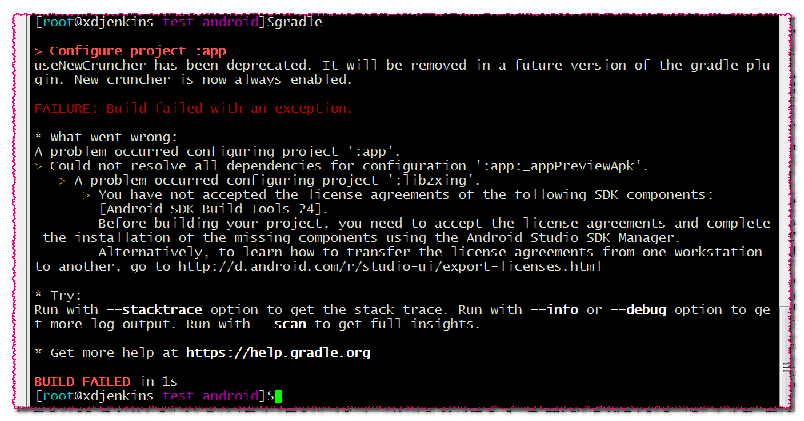 [root@xdjenkins test android]$gradle
> Configure project :app
useNewCruncher has been deprecated. It will be removed in a future version of the gradle plu
gin. New cruncher is now always enabled.
FAILURE: Build failed with an exception.
* What went wrong:
A problem occurred configuring project ':app'.
> Could not resolve all dependencies for configuration ':app:_appPreviewApk'.
> A problem occurred configuring project ':libzxing'.
> You have not accepted the license agreements of the following SDK components:
[Android SDK Build Tools 24].
Before building your project, you need to accept the license agreements and complete
the installation of the missing components using the Android Studio SDK Manager.
Alternatively, to learn how to transfer the license agreements from one workstation
to another, go to http://d.android.com/r/studio-ui/export-licenses.html
* Try:
Run with --stacktrace option to get the stack trace. Run with --info or --debug option to ge
t more log output. Run with scan to get full insights.
* Get more help at https://help.gradle.org
BUILD FAILED in 1s
[root@xdjenkins test android]$